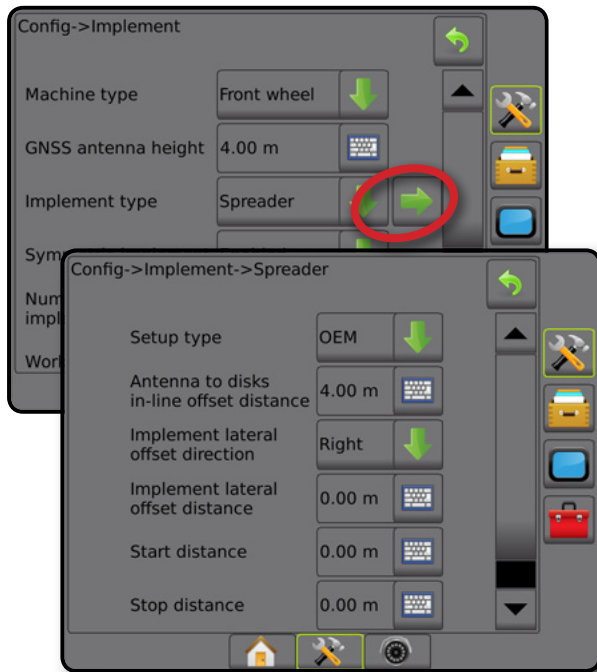 Config->Implement
Machine type
Front wheel
GNSS antenna height
4.00 m
Implement type
Spreader
Config->Implement->Spreader
Setup type
OEM
Antenna to disks
in-line offset distance
4.00 m
Implement lateral
offset direction
Right
Implement lateral
offset distance
0.00 m
Start distance
0.00 m
Stop distance
0.00 m